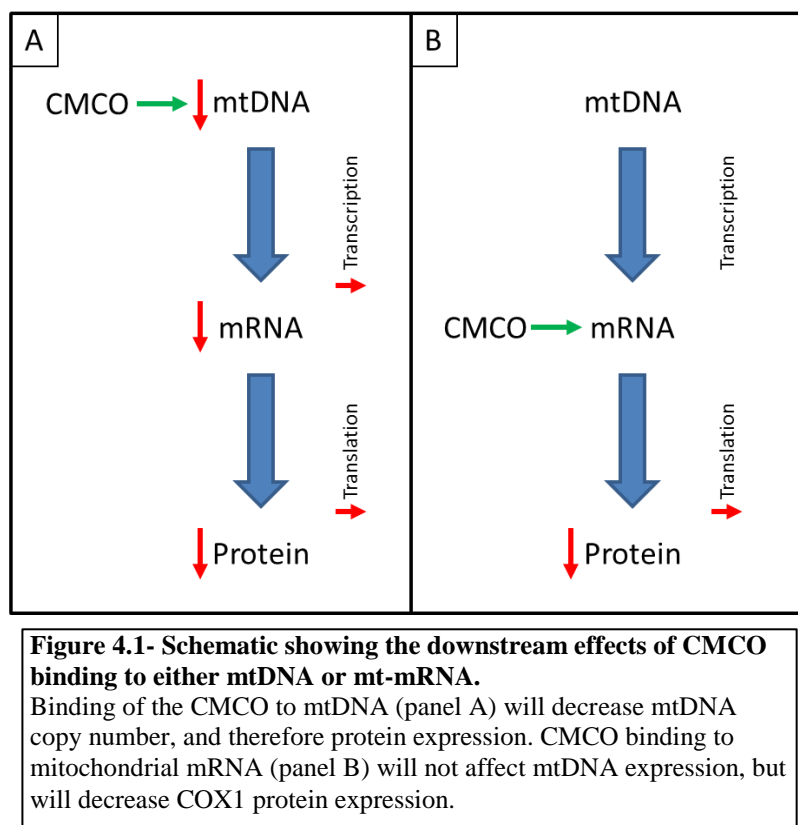 A
CMCO
mtDNA
Transcription
mRNA
Translation
Protein
B
mtDNA
Transcription
CMCO
mRNA
Translation
Protein
Figure 4.1- Schematic showing the downstream effects of CMCO
binding to either mtDNA or mt-mRNA.
Binding of the CMCO to mtDNA (panel A) will decrease mtDNA
copy number, and therefore protein expression. CMCO binding to
mitochondrial mRNA (panel B) will not affect mtDNA expression, but
will decrease COX1 protein expression.